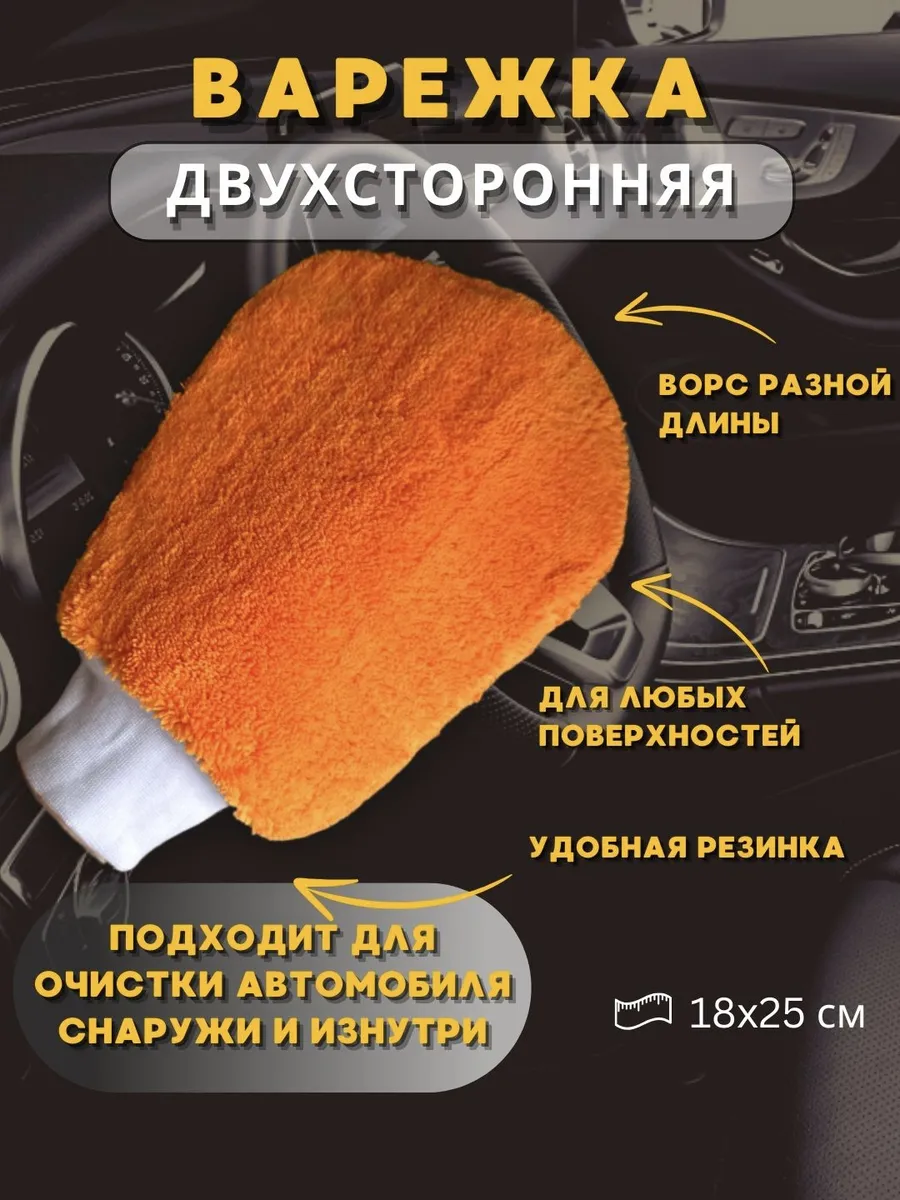 ВАРЕЖКА
ДВУХСТОРОННЯЯ
ВОРС РАЗНОЙ
ДЛИНЫ
ДЛЯ ЛЮБЫХ
ПОВЕРХНОСТЕЙ
УДОБНАЯ РЕЗИНКА
ПОДХОДИТ ДЛЯ
ОЧИСТКИ АВТОМОБИЛЯ
СНАРУЖИ И ИЗНУТРИ
18х25 см